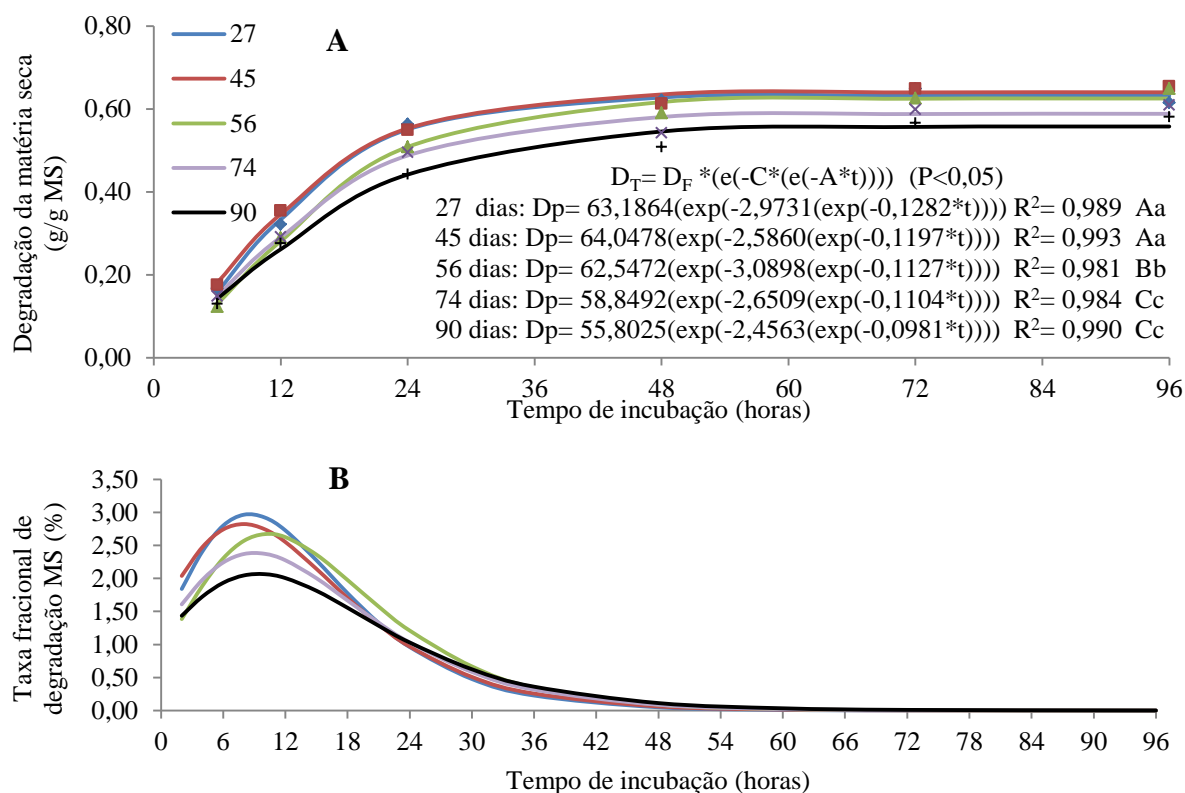 0,80
0,60
0,40
0,20
0,00
Degradação da matéria seca
(g/g MS)
27
45
56
74
90
A
D_T= D_F *(e(-C*(e(-A*t)))) (P<0,05)
27 dias: Dp= 63,1864(exp(-2,9731(exp(-0,1282*t)))) R²= 0,989 Aa
45 dias: Dp= 64,0478(exp(-2,5860(exp(-0,1197*t)))) R²= 0,993 Aa
56 dias: Dp= 62,5472(exp(-3,0898(exp(-0,1127*t)))) R²= 0,981 Bb
74 dias: Dp= 58,8492(exp(-2,6509(exp(-0,1104*t)))) R²= 0,984 Cc
90 dias: Dp= 55,8025(exp(-2,4563(exp(-0,0981*t)))) R²= 0,990 Cc
0 12 24 36 48 60 72 84 96
Tempo de incubação (horas)
B
3,50
3,00
2,50
2,00
1,50
1,00
0,50
0,00
Taxa fracional de
degradação MS (%)
0 6 12 18 24 30 36 42 48 54 60 66 72 78 84 90 96
Tempo de incubação (horas)